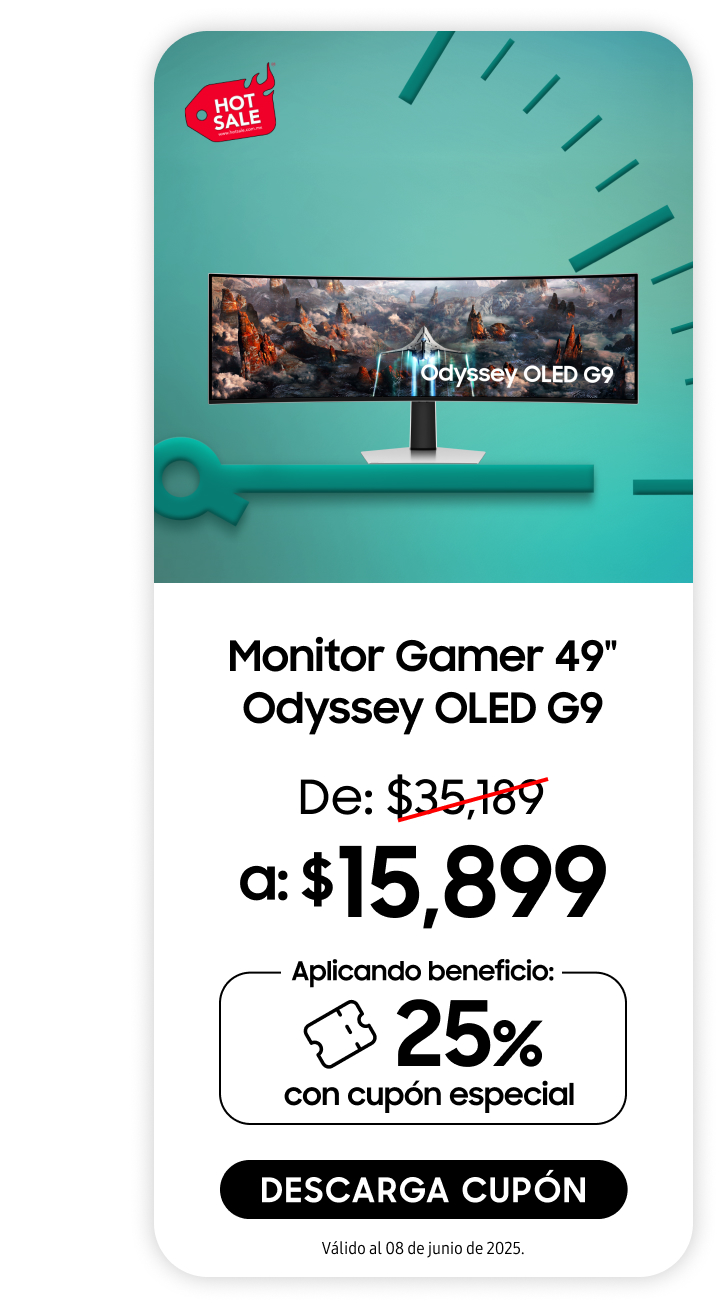 HOT
SALE
www.hotsale.com.mx
Odyssey OLED G9
Monitor Gamer 49"
Odyssey OLED G9
De: $35,189
a: $15,899
Aplicando beneficio:
25%
con cupón especial
DESCARGA CUPÓN
Válido al 08 de junio de 2025.